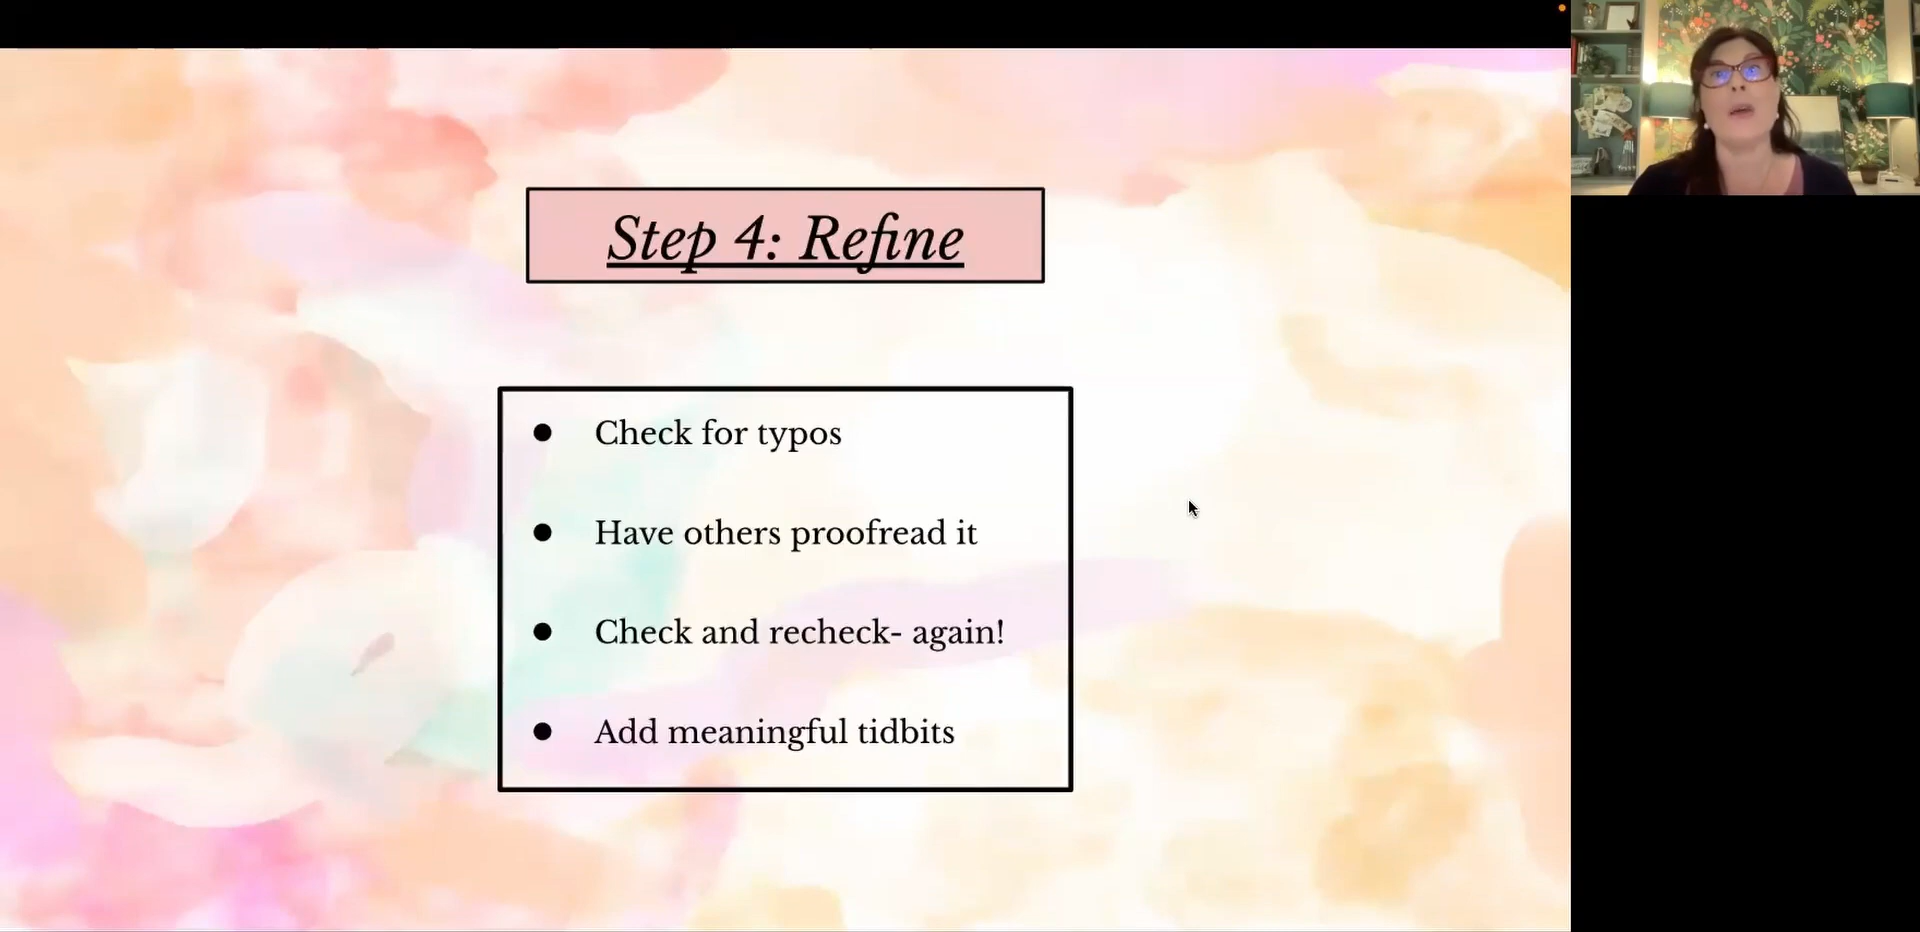 Step 4: Refine
● Check for typos
● Have others proofread it
● Check and recheck- again!
● Add meaningful tidbits